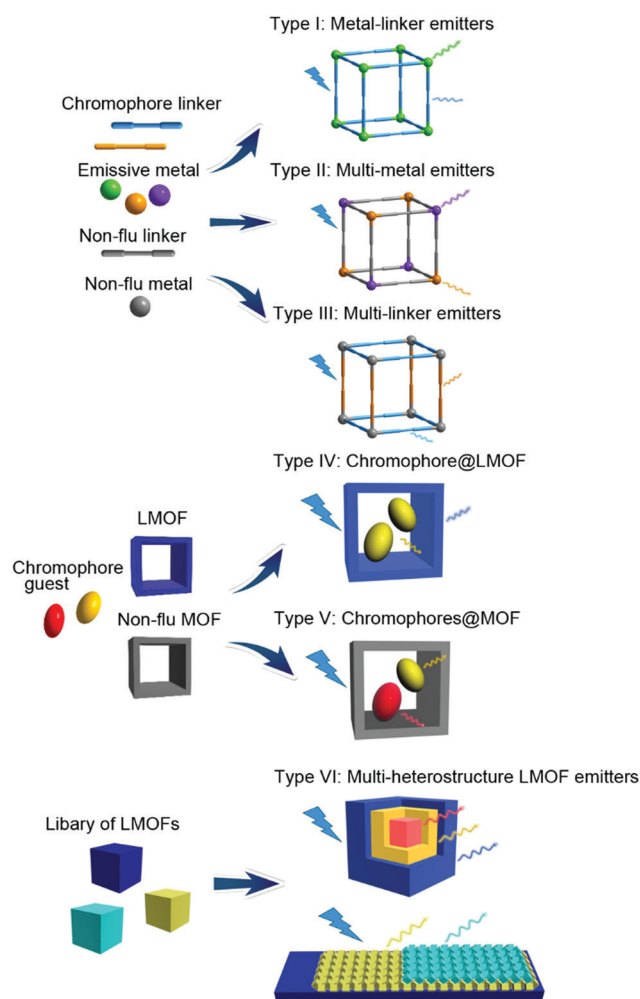 Type I: Metal-linker emitters
Chromophore linker
Emissive metal
Non-flu linker
Non-flu metal
Type II: Multi-metal emitters
Type III: Multi-linker emitters
Type IV: Chromophore@LMOF
LMOF
Chromophore
guest
Non-flu MOF
Type V: Chromophores@MOF
Type VI: Multi-heterostructure LMOF emitters
Libary of LMOFs